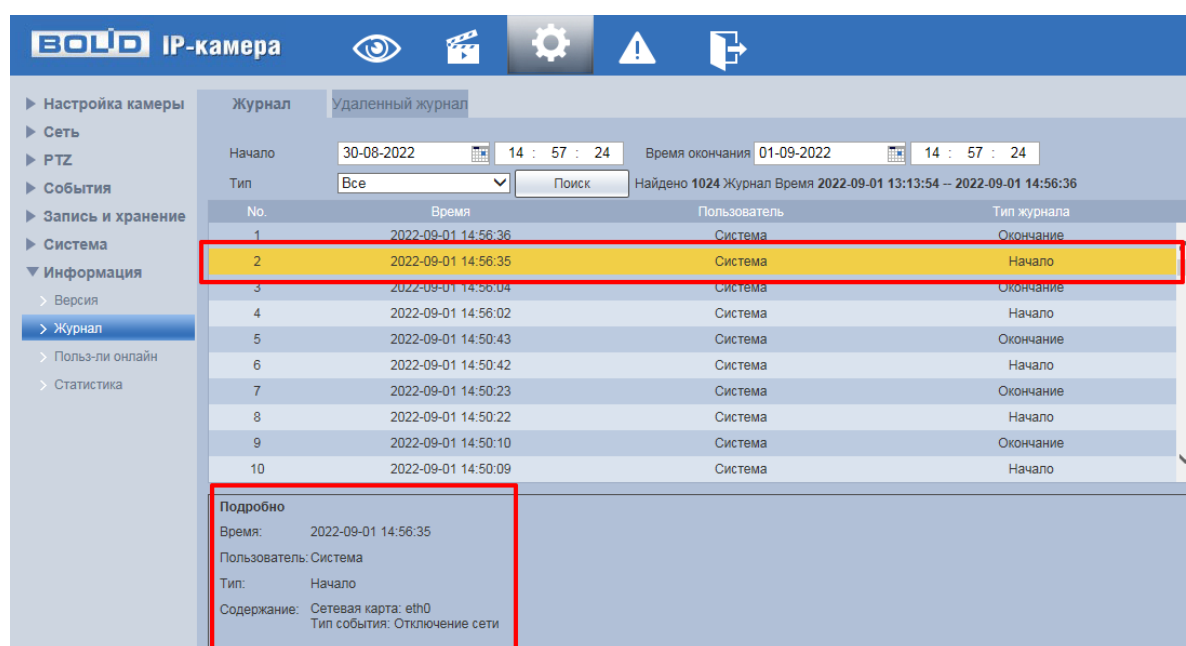 BOLID IP-камера
Настройка камеры
Сеть
PTZ
События
Запись и хранение
Система
Информация
Версия
Журнал
Польз-ли онлайн
Статистика
Журнал Удаленный журнал
Начало 30-08-2022 14 : 57 : 24 Время окончания 01-09-2022 14 : 57 : 24
Тип Все Поиск Найдено 1024 Журнал Время 2022-09-01 13:13:54 -- 2022-09-01 14:56:36
No. Время Пользователь Тип журнала
1 2022-09-01 14:56:36 Система Окончание
2 2022-09-01 14:56:35 Система Начало
3 2022-09-01 14:56:04 Система Окончание
4 2022-09-01 14:56:02 Система Начало
5 2022-09-01 14:50:43 Система Окончание
6 2022-09-01 14:50:42 Система Начало
7 2022-09-01 14:50:23 Система Окончание
8 2022-09-01 14:50:22 Система Начало
9 2022-09-01 14:50:10 Система Окончание
10 2022-09-01 14:50:09 Система Начало
Подробно
Время: 2022-09-01 14:56:35
Пользователь: Система
Тип: Начало
Содержание: Сетевая карта: eth0
Тип события: Отключение сети